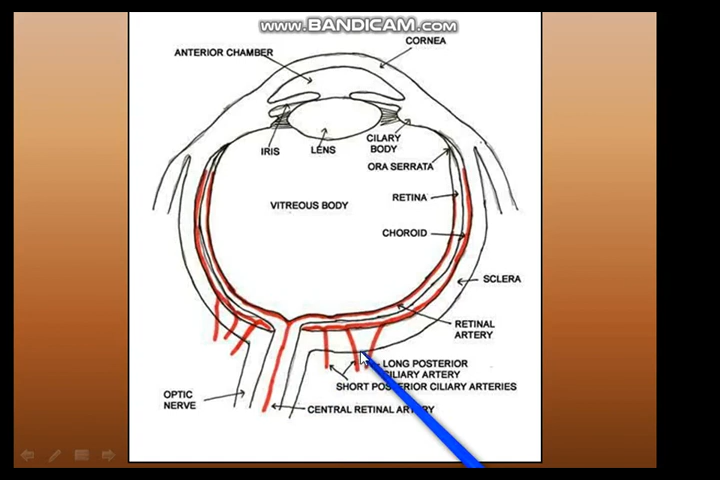 www.BANDICAM.com
CORNEA
ANTERIOR CHAMBER
IRIS
LENS
CILARY
BODY
ORA SERRATA
RETINA
VITREOUS BODY
CHOROID
SCLERA
RETINAL
ARTERY
LONG POSTERIOR
CILIARY ARTERY
SHORT POSTERIOR CILIARY ARTERIES
OPTIC
NERVE
CENTRAL RETINAL ARTERY